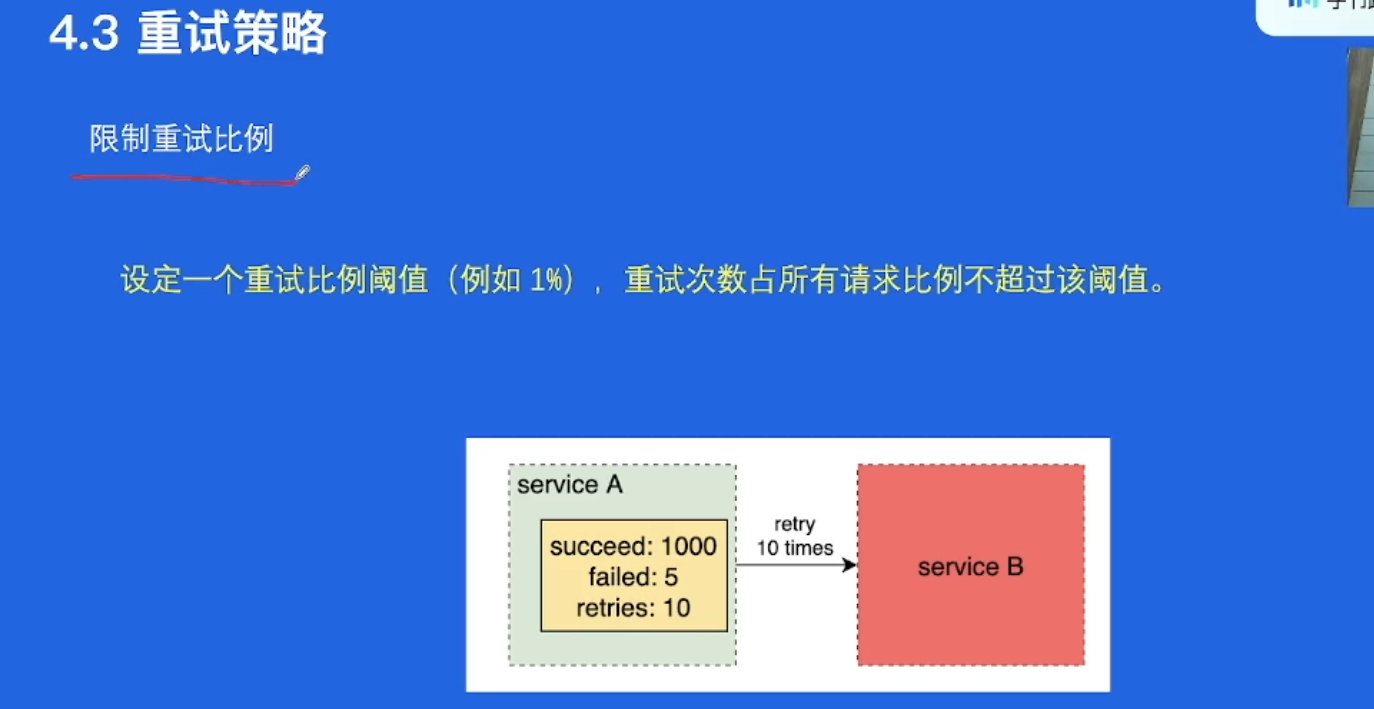 4.3 重试策略
限制重试比例
设定一个重试比例阈值（例如 1%），重试次数占所有请求比例不超过该阈值。
service A
succeed: 1000
failed: 5
retries: 10
retry
10 times
service B